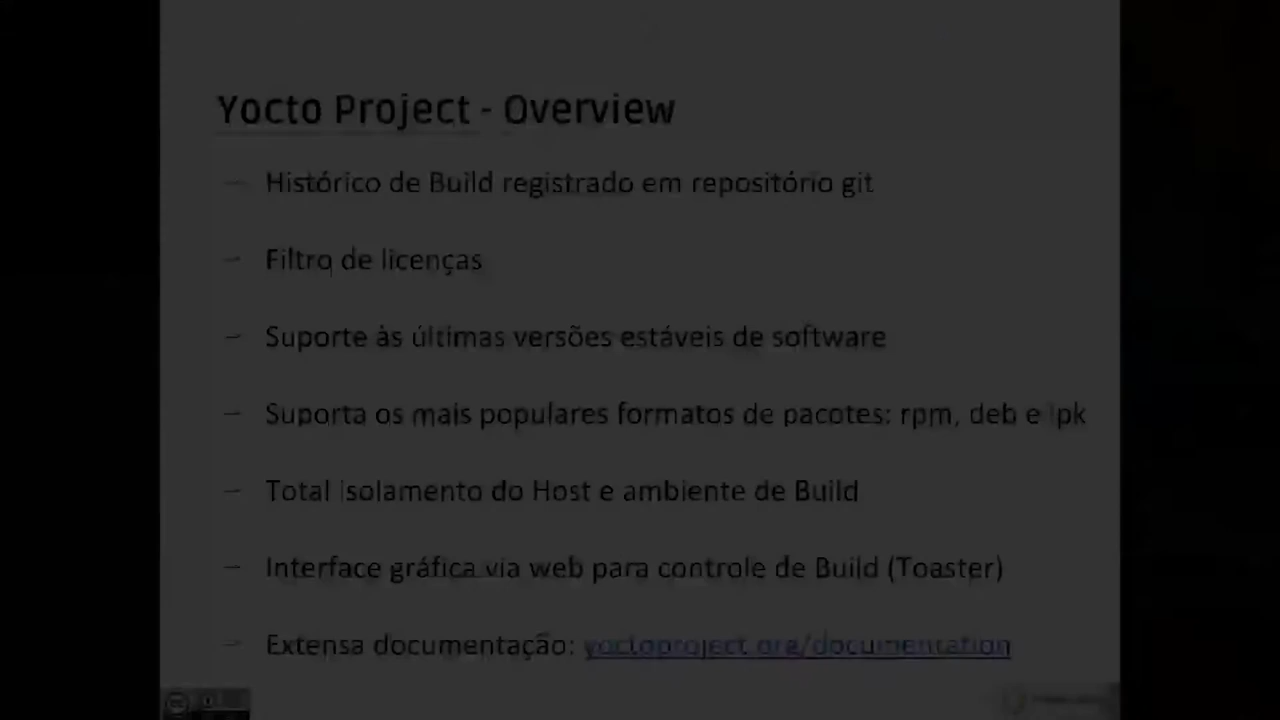 Yocto Project - Overview
– Histórico de Build registrado em repositório git
– Filtro de licenças
– Suporte às últimas versões estáveis de software
– Suporta os mais populares formatos de pacotes: rpm, deb e ipk
– Total isolamento do Host e ambiente de Build
– Interface gráfica via web para controle de Build (Toaster)
– Extensa documentação: yoctoproject.org/documentation